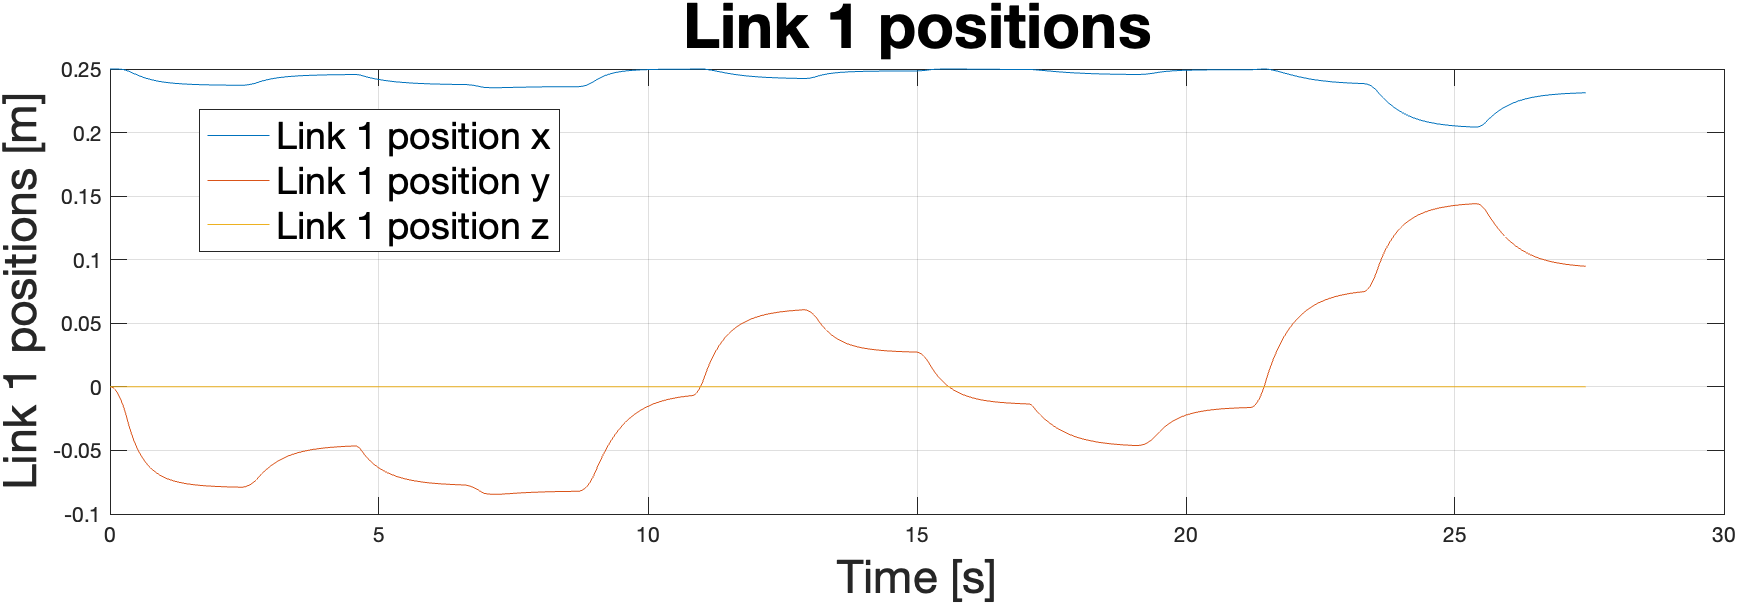 Link 1 positions
Link 1 positions [m]
0.25
0.2
0.15
0.1
0.05
0
-0.05
-0.1
Link 1 position x
Link 1 position y
Link 1 position z
0 5 10 15 20 25 30
Time [s]